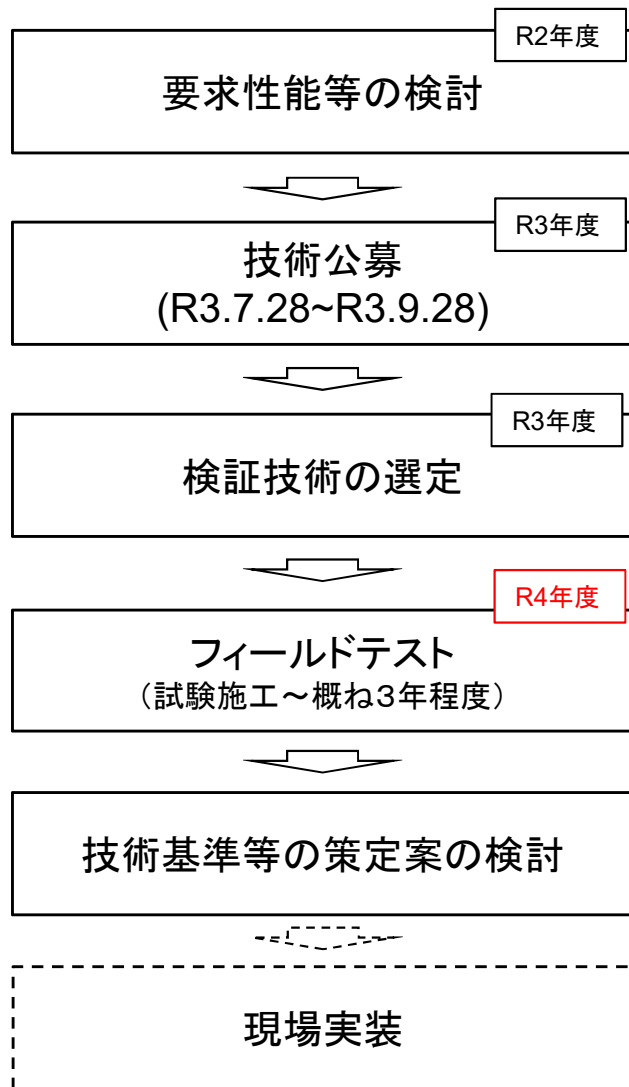 R2年度
要求性能等の検討
R3年度
技術公募
(R3.7.28~R3.9.28)
R3年度
検証技術の選定
R4年度
フィールドテスト
（試験施工～概ね３年程度）
技術基準等の策定案の検討
現場実装